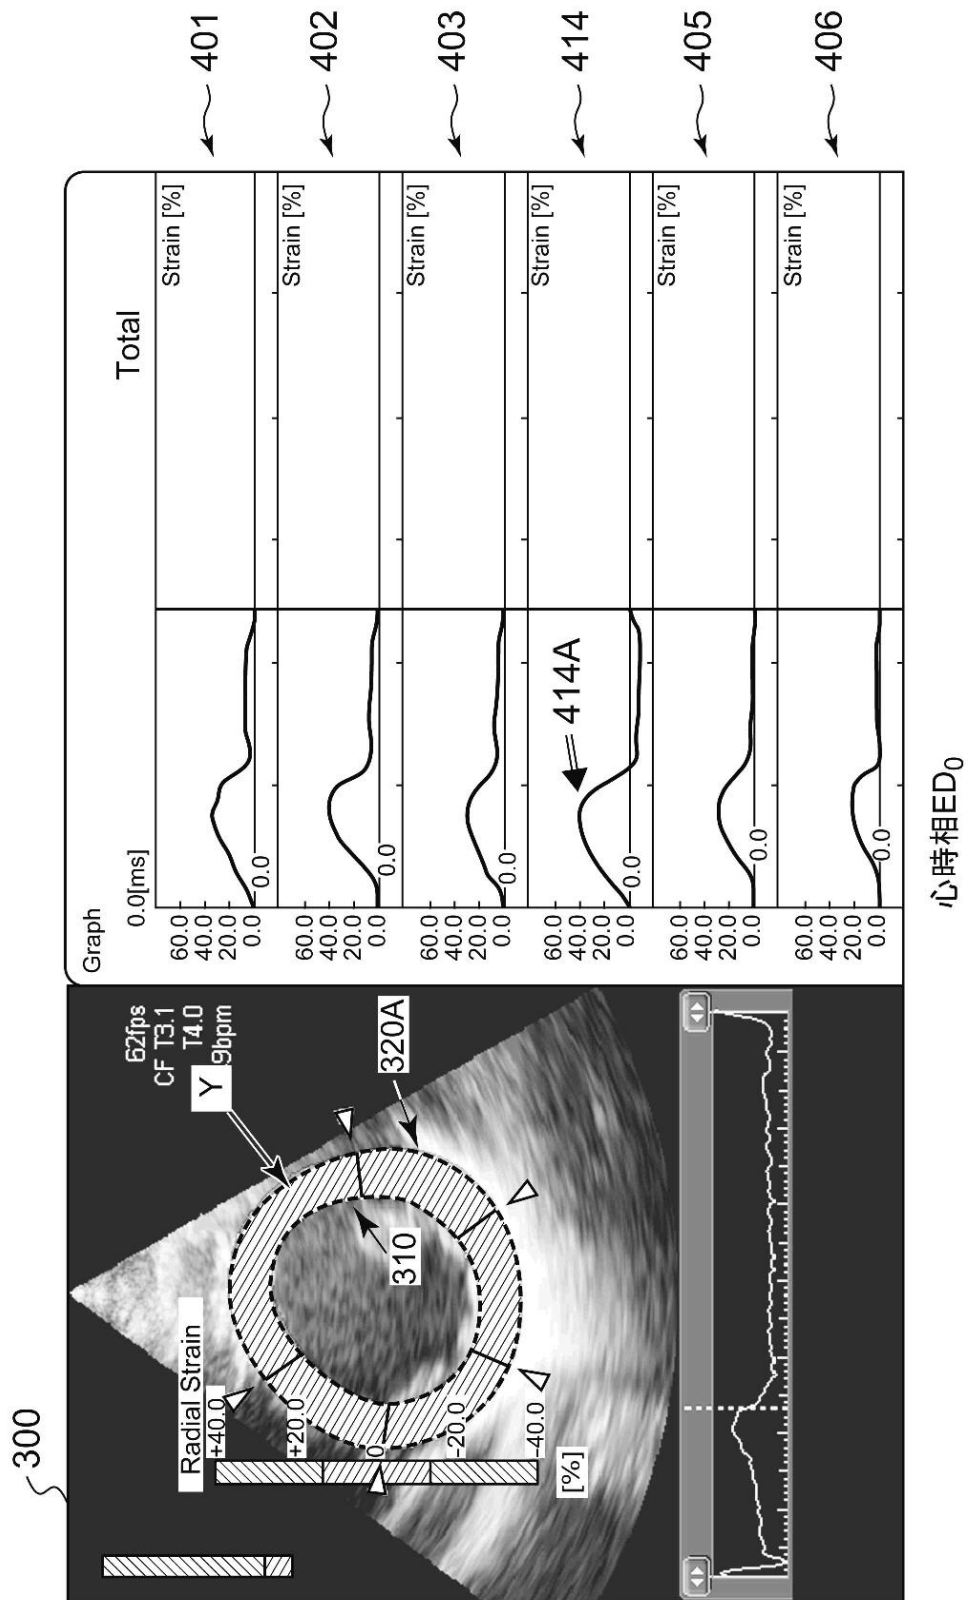 300
62fps
CF T3.1
T4.0
9bpm
Y
320A
310
Radial Strain
+40.0
+20.0
0
-20.0
-40.0
[%]
Graph
Total
0.0[ms]
60.0
40.0
20.0
0.0
0.0
Strain [%]
401
60.0
40.0
20.0
0.0
0.0
Strain [%]
402
60.0
40.0
20.0
0.0
0.0
Strain [%]
403
60.0
40.0
20.0
0.0
0.0
414A
Strain [%]
414
60.0
40.0
20.0
0.0
0.0
Strain [%]
405
60.0
40.0
20.0
0.0
0.0
Strain [%]
406
心時相ED0